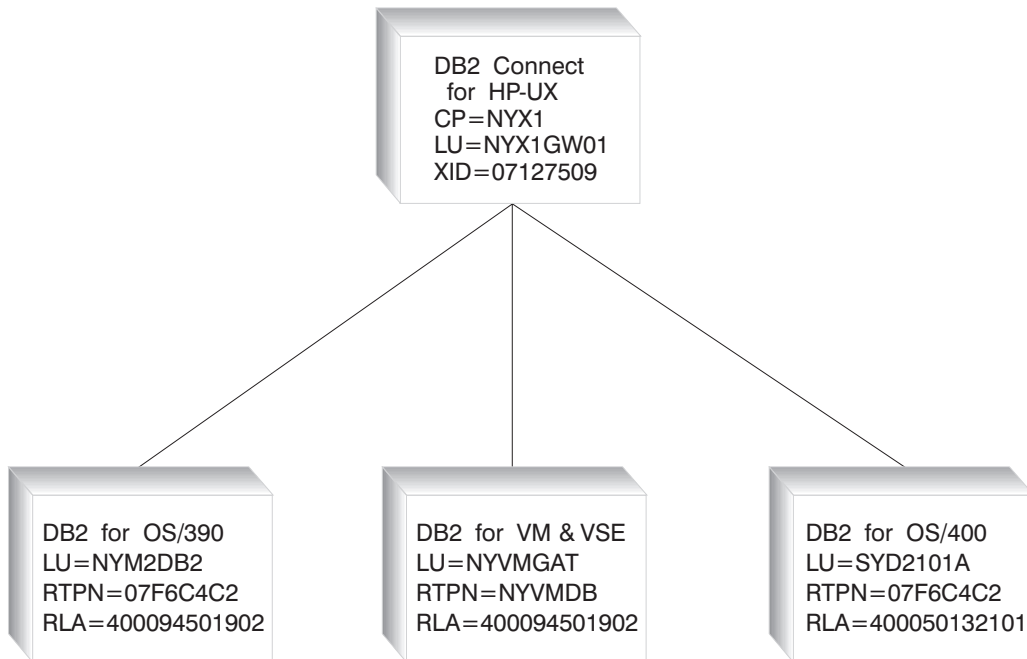 DB2 Connect
for HP-UX
CP=NYX1
LU=NYX1GW01
XID=07127509
DB2 for OS/390
LU=NYM2DB2
RTPN=07F6C4C2
RLA=400094501902
DB2 for VM & VSE
LU=NYVMGAT
RTPN=NYVMDB
RLA=400094501902
DB2 for OS/400
LU=SYD2101A
RTPN=07F6C4C2
RLA=400050132101